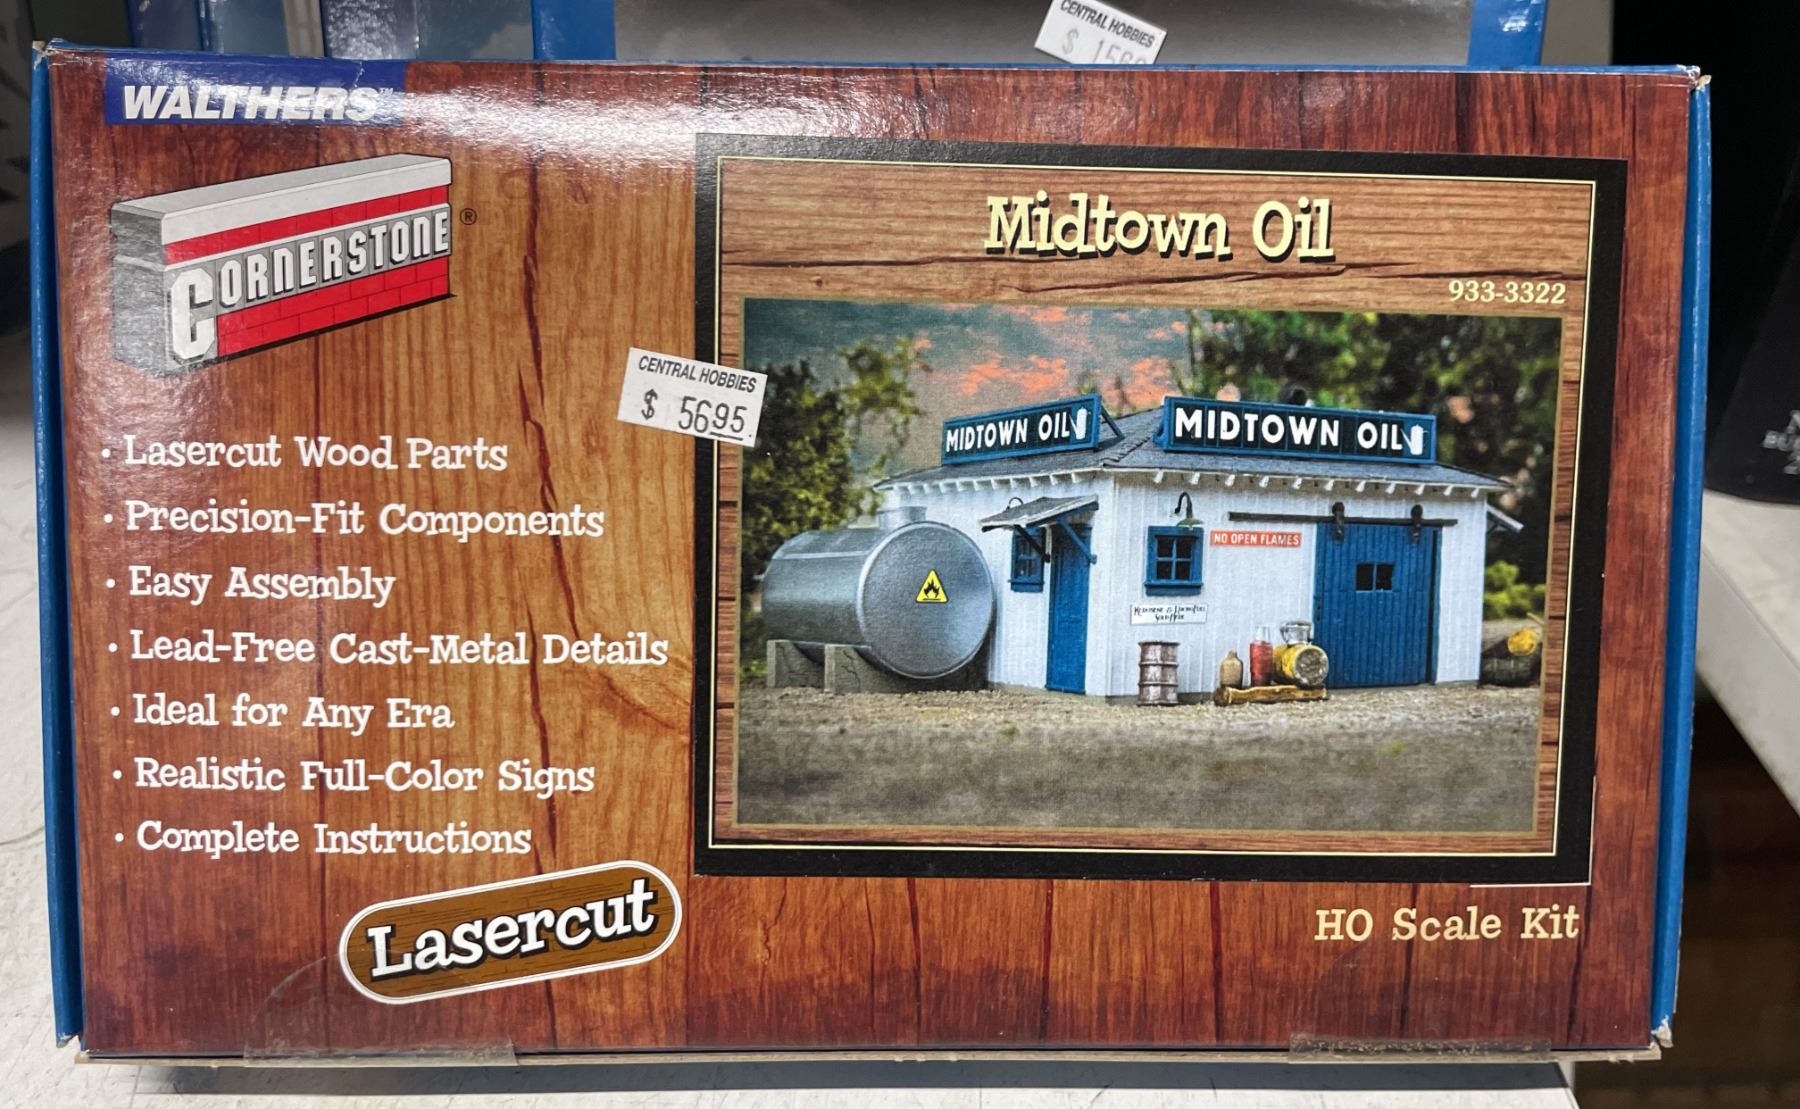 CENTRAL HOBBIES
$
WALTHERS™
CORNERSTONE®
Midtown Oil
933-3322
CENTRAL HOBBIES
$ 5695
MIDTOWN OIL
MIDTOWN OIL
NO OPEN FLAMES
• Lasercut Wood Parts
• Precision-Fit Components
• Easy Assembly
• Lead-Free Cast-Metal Details
• Ideal for Any Era
• Realistic Full-Color Signs
• Complete Instructions
Lasercut
HO Scale Kit